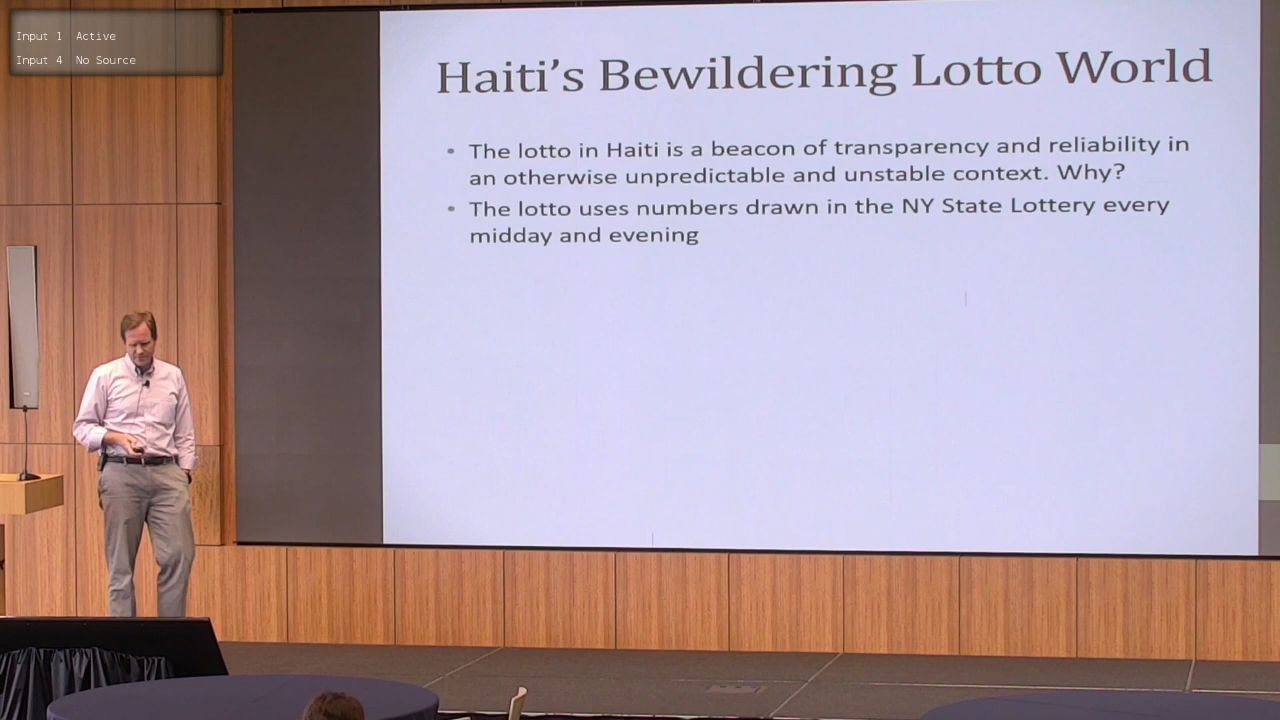 Input 1 Active
Input 4 No Source
Haiti's Bewildering Lotto World
• The lotto in Haiti is a beacon of transparency and reliability in
an otherwise unpredictable and unstable context. Why?
• The lotto uses numbers drawn in the NY State Lottery every
midday and evening